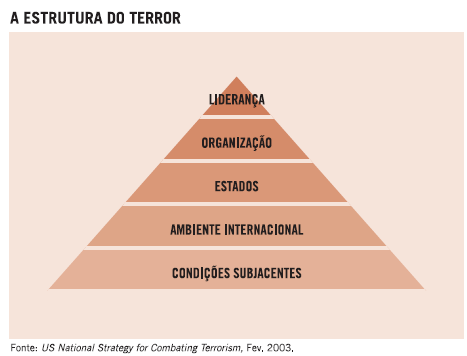 A ESTRUTURA DO TERROR
LIDERANÇA
ORGANIZAÇÃO
ESTADOS
AMBIENTE INTERNACIONAL
CONDIÇÕES SUBJACENTES
Fonte: US National Strategy for Combating Terrorism, Fev, 2003,